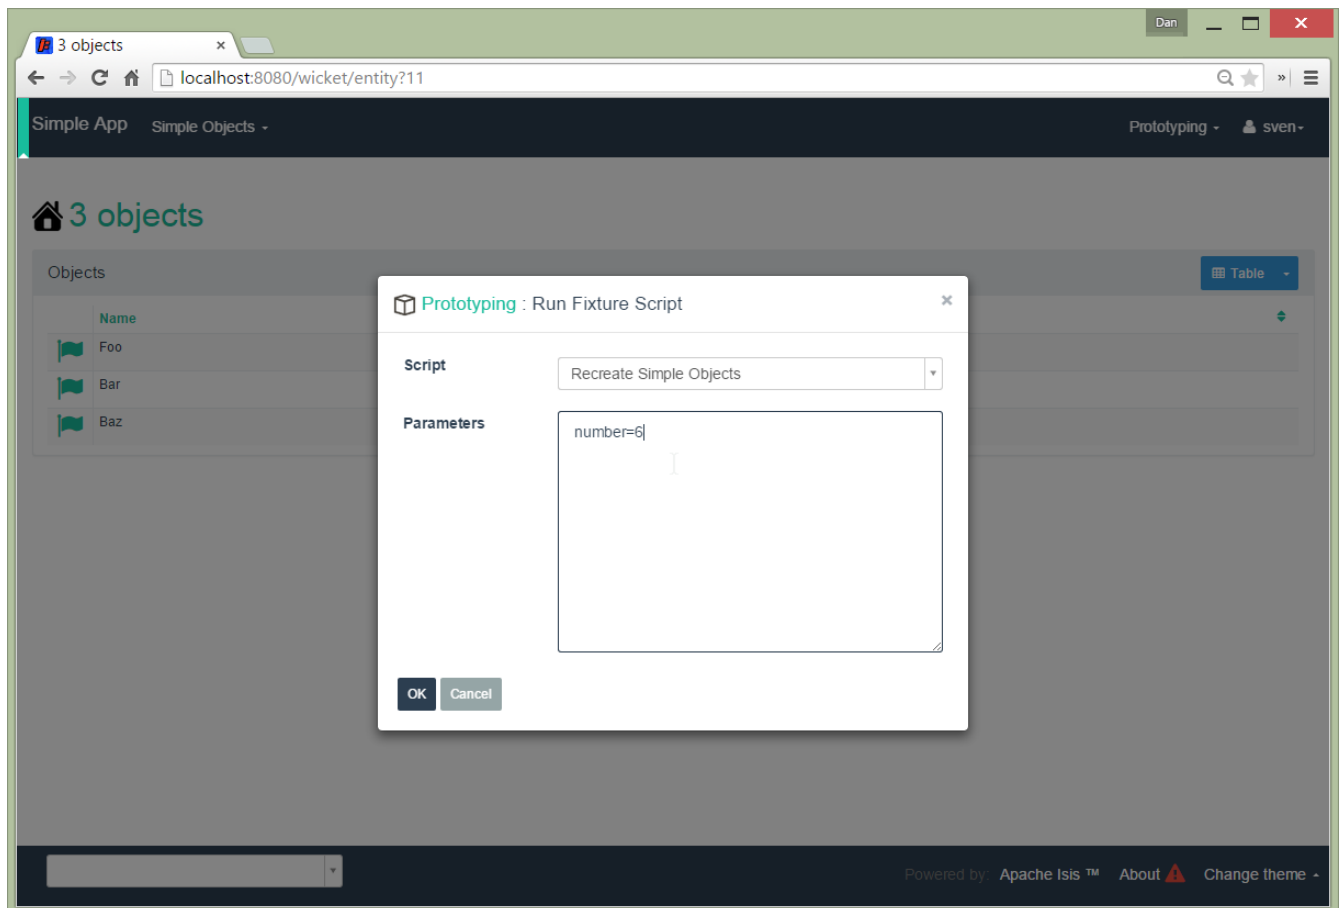 Dan
3 objects ×
localhost:8080/wicket/entity?11 »
Simple App Simple Objects Prototyping sven
3 objects
Objects Table
Prototyping : Run Fixture Script ×
Name
Script Recreate Simple Objects
Foo
Bar
Baz
Parameters number=6
OK Cancel
Powered by: Apache Isis ™ About Change theme